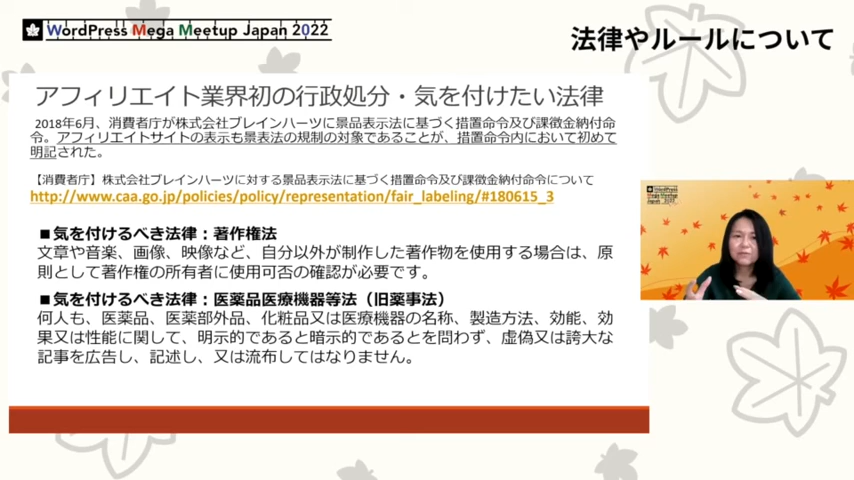 WordPress Mega Meetup Japan 2022
法律やルールについて
アフィリエイト業界初の行政処分・気を付けたい法律
2018年6月、消費者庁が株式会社ブレインハーツに景品表示法に基づく措置命令及び課徴金納付命
令。アフィリエイトサイトの表示も景表法の規制の対象であることが、措置命令内において初めて
明記された。
【消費者庁】株式会社ブレインハーツに対する景品表示法に基づく措置命令及び課徴金納付命令について
http://www.caa.go.jp/policies/policy/representation/fair_labeling/#180615_3
■気を付けるべき法律：著作権法
文章や音楽、画像、映像など、自分以外が制作した著作物を使用する場合は、原
則として著作権の所有者に使用可否の確認が必要です。
■気を付けるべき法律：医薬品医療機器等法（旧薬事法）
何人も、医薬品、医薬部外品、化粧品又は医療機器の名称、製造方法、効能、効
果又は性能に関して、明示的であると暗示的であるとを問わず、虚偽又は誇大な
記事を広告し、記述し、又は流布してはなりません。
WordPress
Mega Meetup
Japan 2022